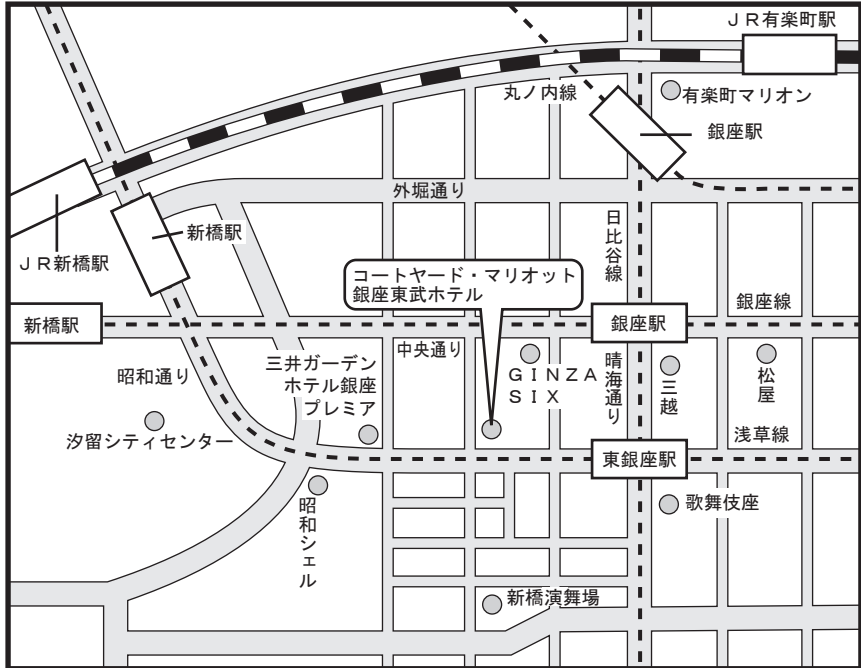 ＪＲ有楽町駅
丸ノ内線
有楽町マリオン
銀座駅
外堀通り
新橋駅
ＪＲ新橋駅
日比谷線
コートヤード・マリオット
銀座東武ホテル
新橋駅
銀座駅
銀座線
中央通り
昭和通り
三井ガーデン
ホテル銀座
プレミア
ＧＩＮＺＡ
ＳＩＸ
晴海通り
三越
松屋
汐留シティセンター
浅草線
東銀座駅
昭和シェル
歌舞伎座
新橋演舞場